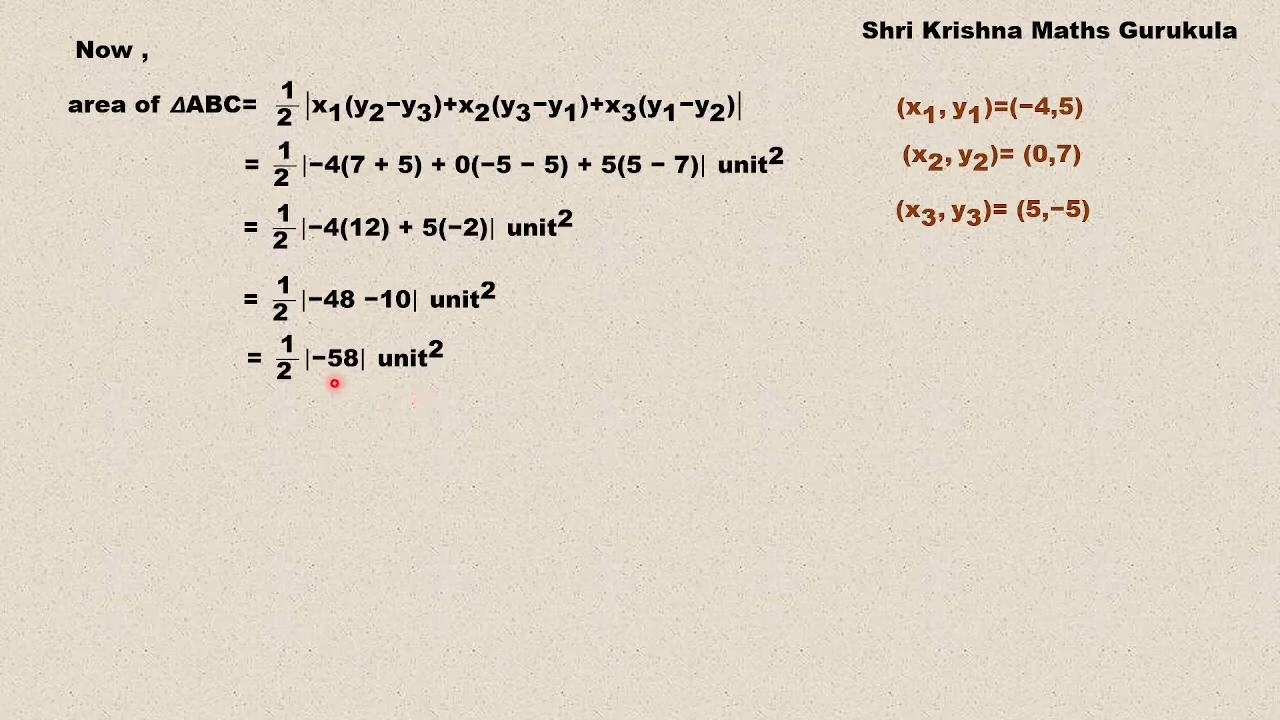 Shri Krishna Maths Gurukula
Now ,
area of ΔABC= 1/2 |x₁(y₂−y₃)+x₂(y₃−y₁)+x₃(y₁−y₂)|
= 1/2 |−4(7 + 5) + 0(−5 − 5) + 5(5 − 7)| unit²
= 1/2 |−4(12) + 5(−2)| unit²
= 1/2 |−48 −10| unit²
= 1/2 |−58| unit²
(x₁, y₁)=(−4,5)
(x₂, y₂)= (0,7)
(x₃, y₃)= (5,−5)